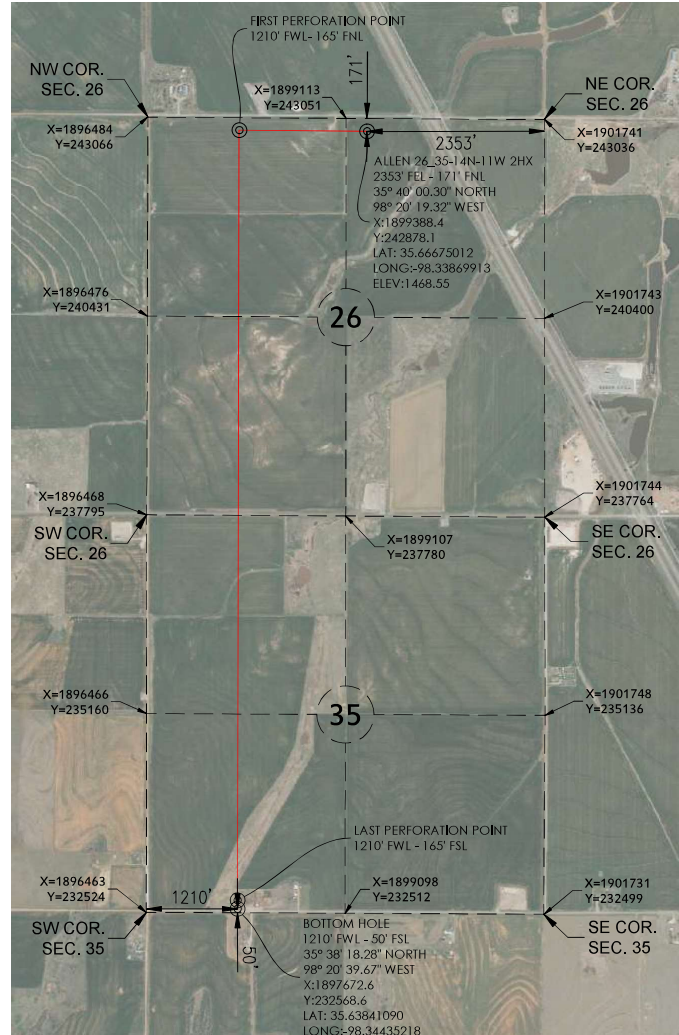 FIRST PERFORATION POINT
1210' FWL- 165' FNL
NW COR.
SEC. 26
X=1896484
Y=243066
X=1899113
Y=243051
171'
NE COR.
SEC. 26
X=1901741
Y=243036
2353'
ALLEN 26_35-14N-11W 2HX
2353' FEL - 171' FNL
35° 40' 00.30" NORTH
98° 20' 19.32" WEST
X:1899388.4
Y:242878.1
LAT: 35.66675012
LONG:-98.33869913
ELEV:1468.55
X=1896476
Y=240431
26
X=1901743
Y=240400
X=1896468
Y=237795
SW COR.
SEC. 26
X=1899107
Y=237780
X=1901744
Y=237764
SE COR.
SEC. 26
X=1896466
Y=235160
35
X=1901748
Y=235136
LAST PERFORATION POINT
1210' FWL - 165' FSL
X=1896463
Y=232524
1210'
X=1899098
Y=232512
X=1901731
Y=232499
SW COR.
SEC. 35
50'
BOTTOM HOLE
1210' FWL - 50' FSL
35° 38' 18.28" NORTH
98° 20' 39.67" WEST
X:1897672.6
Y:232568.6
LAT: 35.63841090
LONG:-98.34435218
SE COR.
SEC. 35